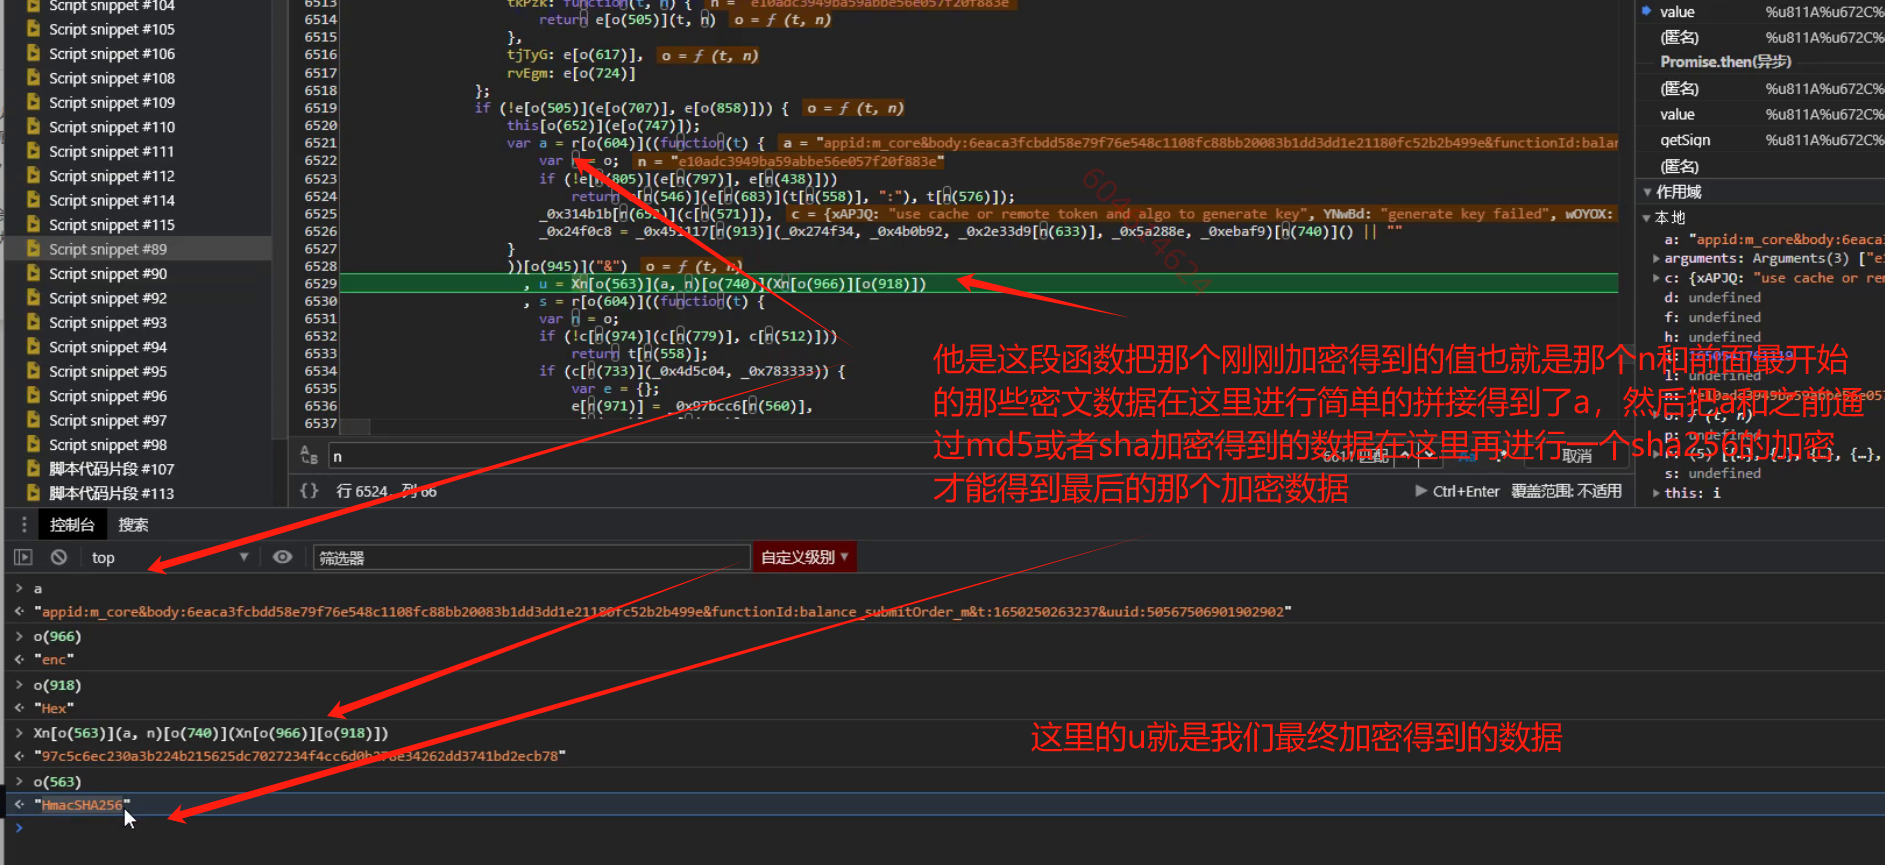 Script snippet #104
Script snippet #105
Script snippet #106
Script snippet #108
Script snippet #109
Script snippet #110
Script snippet #111
Script snippet #112
Script snippet #114
Script snippet #115
Script snippet #89
Script snippet #90
Script snippet #92
Script snippet #93
Script snippet #94
Script snippet #95
Script snippet #96
Script snippet #97
Script snippet #98
脚本代码片段 #107
脚本代码片段 #113
6513 tkPzk: function(t, n) { n = "e10adc3949ba59abbe56e057f20f883e"
6514 return e[o(505)](t, n) o = ƒ (t, n)
6515 },
6516 tjTyG: e[o(617)], o = ƒ (t, n)
6517 rvEgm: e[o(724)]
6518 };
6519 if (!e[o(505)](e[o(707)], e[o(858)])) { o = ƒ (t, n)
6520 this[o(652)](e[o(747)]);
6521 var a = r[o(604)]((function(t) { a = "appid:m_core&body:6eaca3fcbdd58e79f76e548c1108fc88bb20083b1dd3dd1e21180fc52b2b499e&functionId:balar
6522 var n = o; n = "e10adc3949ba59abbe56e057f20f883e"
6523 if (!e[n(805)](e[n(797)], e[n(438)]))
6524 return e[n(546)](e[n(683)](t[n(558)], ":"), t[n(576)]);
6525 _0x314b1b[n(652)](c[n(571)]), c = {xAPJQ: "use cache or remote token and algo to generate key", YNwBd: "generate key failed", wOYOX:
6526 _0x24f0c8 = _0x451117[n(913)](_0x274f34, _0x4b0b92, _0x2e33d9[n(633)], _0x5a288e, _0xebaf9)[n(740)]() || ""
6527 }
6528 ))[o(945)]("&") o = ƒ (t, n)
6529 , u = Xn[o(563)](a, n)[o(740)](Xn[o(966)][o(918)])
6530 , s = r[o(604)]((function(t) {
6531 var n = o;
6532 if (!c[n(974)](c[n(779)], c[n(512)]))
6533 return t[n(558)];
6534 if (c[n(733)](_0x4d5c04, _0x783333)) {
6535 var e = {};
6536 e[n(971)] = _0x97bcc6[n(560)],
6537
他是这段函数把那个刚刚加密得到的值也就是那个n和前面最开始
的那些密文数据在这里进行简单的拼接得到了a，然后把a和之前通
过md5或者sha加密得到的数据在这里再进行一个sha256的加密
才能得到最后的那个加密数据
n
取消
{} 行 6524，列 66
Ctrl+Enter 覆盖范围: 不适用
value %u811A%u672C%
(匿名) %u811A%u672C%
Promise.then(异步)
(匿名) %u811A%u672C%
value %u811A%u672C%
getSign %u811A%u672C%
(匿名)
作用域
本地
a: "appid:m_core&body:6eaca3
arguments: Arguments(3) ["e1
c: {xAPJQ: "use cache or rem
d: undefined
f: undefined
h: undefined
l: undefined
o: ƒ (t, n)
p: undefined
s: undefined
this: i
控制台 搜索
top 筛选器 自定义级别
a
"appid:m_core&body:6eaca3fcbdd58e79f76e548c1108fc88bb20083b1dd3dd1e21180fc52b2b499e&functionId:balance_submitOrder_m&t:1650250263237&uuid:50567506901902902"
o(966)
"enc"
o(918)
"Hex"
Xn[o(563)](a, n)[o(740)](Xn[o(966)][o(918)])
"97c5c6ec230a3b224b215625dc7027234f4cc6d0b278e34262dd3741bd2ecb78"
o(563)
"HmacSHA256"
这里的u就是我们最终加密得到的数据